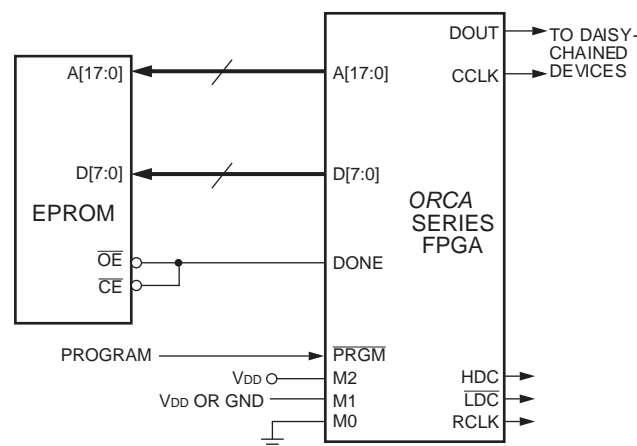 DOUT
TO DAISY-
CHAINED
DEVICES
A[17:0]
A[17:0]
CCLK
D[7:0]
D[7:0]
EPROM
ORCA
SERIES
FPGA
OE
CE
DONE
PROGRAM
PRGM
VDD
M2
HDC
VDD OR GND
M1
LDC
M0
RCLK